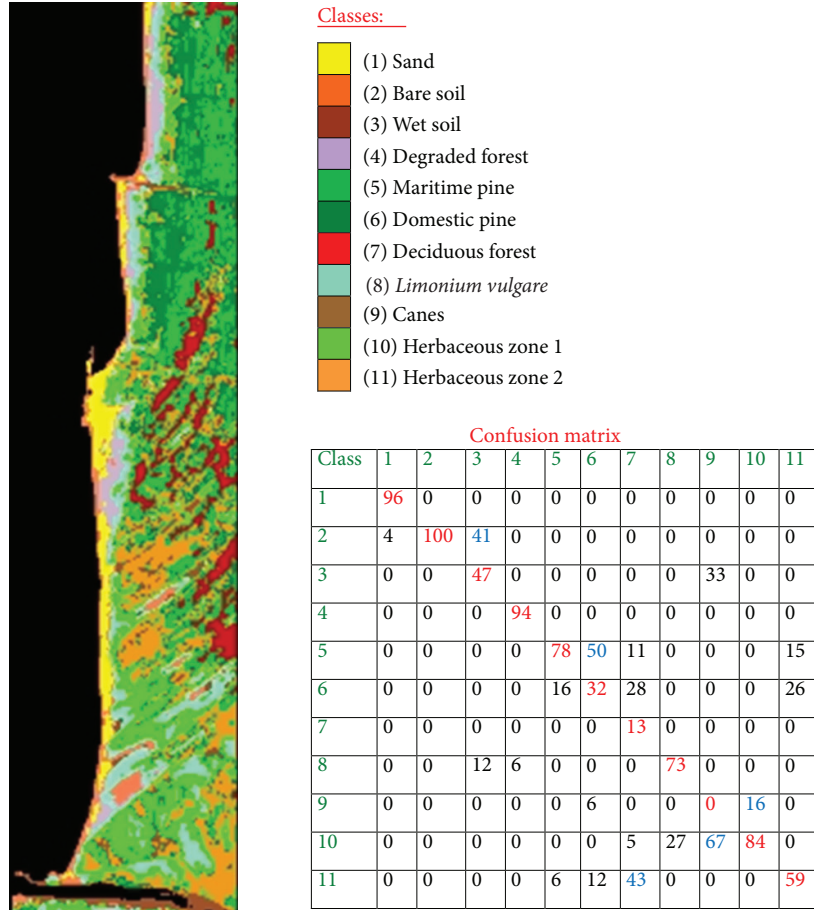 Classes:
(1) Sand
(2) Bare soil
(3) Wet soil
(4) Degraded forest
(5) Maritime pine
(6) Domestic pine
(7) Deciduous forest
(8) Limonium vulgare
(9) Canes
(10) Herbaceous zone 1
(11) Herbaceous zone 2
Confusion matrix
Class 1 2 3 4 5 6 7 8 9 10 11
1 96 0 0 0 0 0 0 0 0 0 0
2 4 100 41 0 0 0 0 0 0 0 0
3 0 0 47 0 0 0 0 0 33 0 0
4 0 0 0 94 0 0 0 0 0 0 0
5 0 0 0 0 78 50 11 0 0 0 15
6 0 0 0 0 16 32 28 0 0 0 26
7 0 0 0 0 0 0 13 0 0 0 0
8 0 0 12 6 0 0 0 73 0 0 0
9 0 0 0 0 0 6 0 0 0 16 0
10 0 0 0 0 0 0 5 27 67 84 0
11 0 0 0 0 6 12 43 0 0 0 59